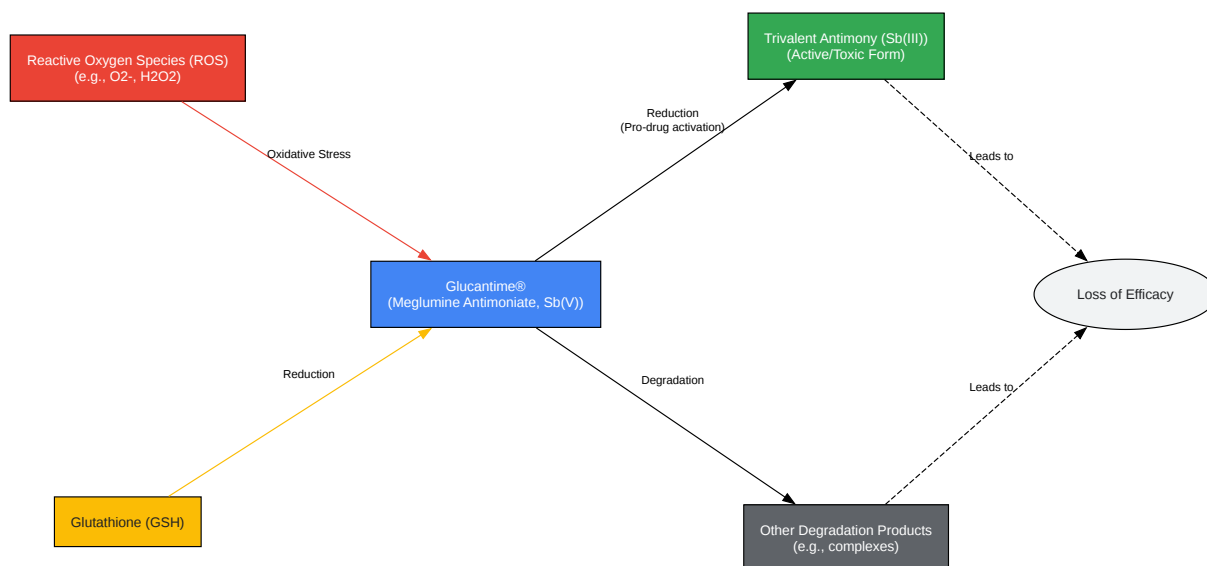 Reactive Oxygen Species (ROS)
(e.g., O2-, H2O2)
Trivalent Antimony (Sb(III))
(Active/Toxic Form)
Reduction
(Pro-drug activation)
Oxidative Stress
Leads to
Glucantime®
(Meglumine Antimoniate, Sb(V))
Loss of Efficacy
Reduction
Degradation
Leads to
Glutathione (GSH)
Other Degradation Products
(e.g., complexes)